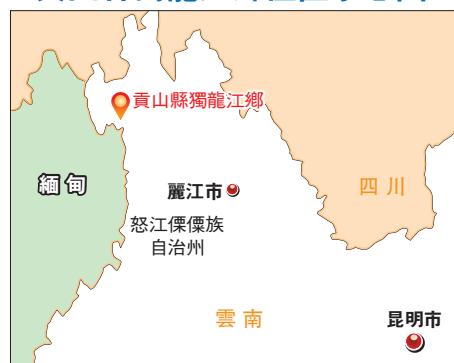 貢山縣獨龍江鄉
緬甸
麗江市
四川
怒江傈僳族
自治州
雲南
昆明市